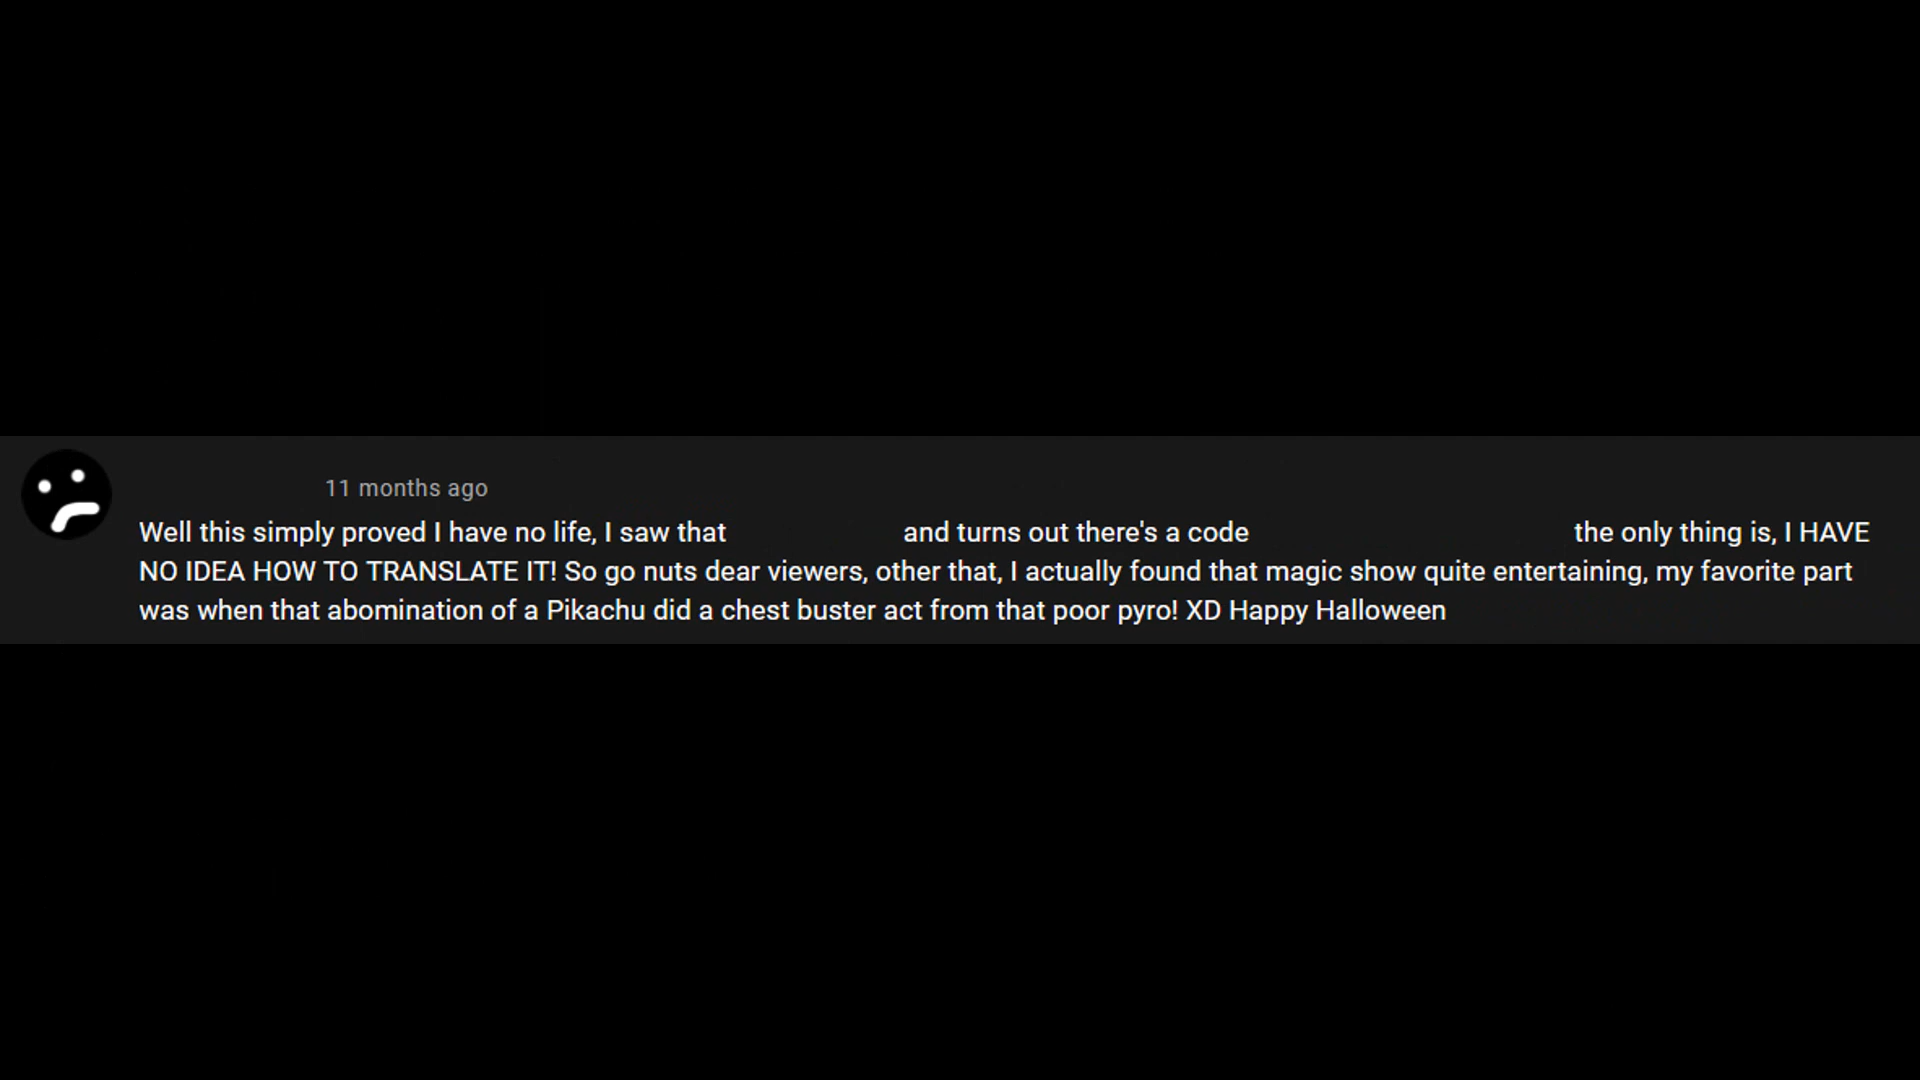 11 months ago
Well this simply proved I have no life, I saw that and turns out there's a code the only thing is, I HAVE
NO IDEA HOW TO TRANSLATE IT! So go nuts dear viewers, other that, I actually found that magic show quite entertaining, my favorite part
was when that abomination of a Pikachu did a chest buster act from that poor pyro! XD Happy Halloween